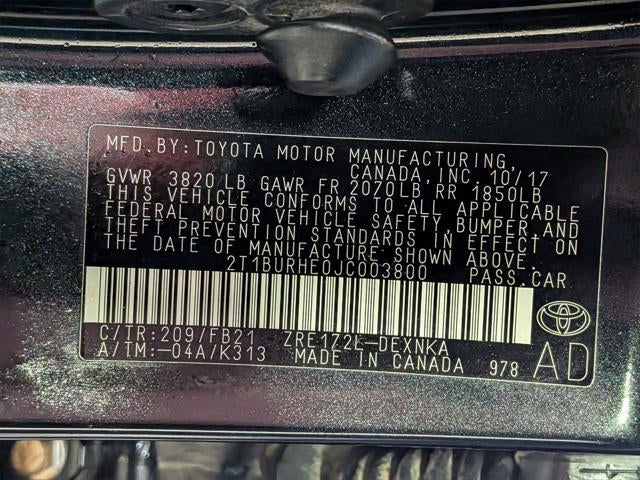 MFD. BY: TOYOTA MOTOR MANUFACTURING,
CANADA, INC. 10/17
GVWR 3820 LB GAWR FR 2070LB, RR 1850LB
THIS VEHICLE CONFORMS TO ALL APPLICABLE
FEDERAL MOTOR VEHICLE SAFETY, BUMPER, AND
THEFT PREVENTION STANDARDS IN EFFECT ON
THE DATE OF MANUFACTURE SHOWN ABOVE.
2T1BURHE0JC003800 PASS. CAR
C/TR: 209/FB21 ZRE172L-DEXNKA
A/TM: -04A/K313 MADE IN CANADA 978
AD